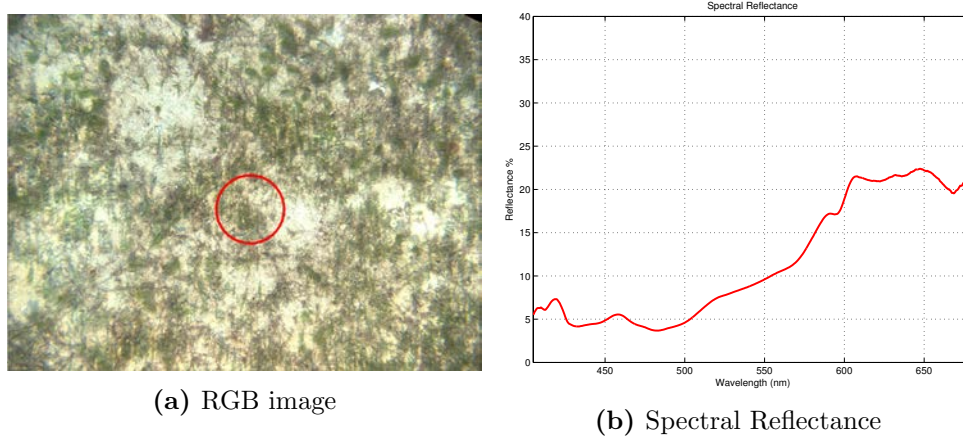 Spectral Reflectance
40
35
30
25
20
15
10
5
0
Reflectance %
450
500
550
600
650
Wavelength (nm)
(a) RGB image
(b) Spectral Reflectance